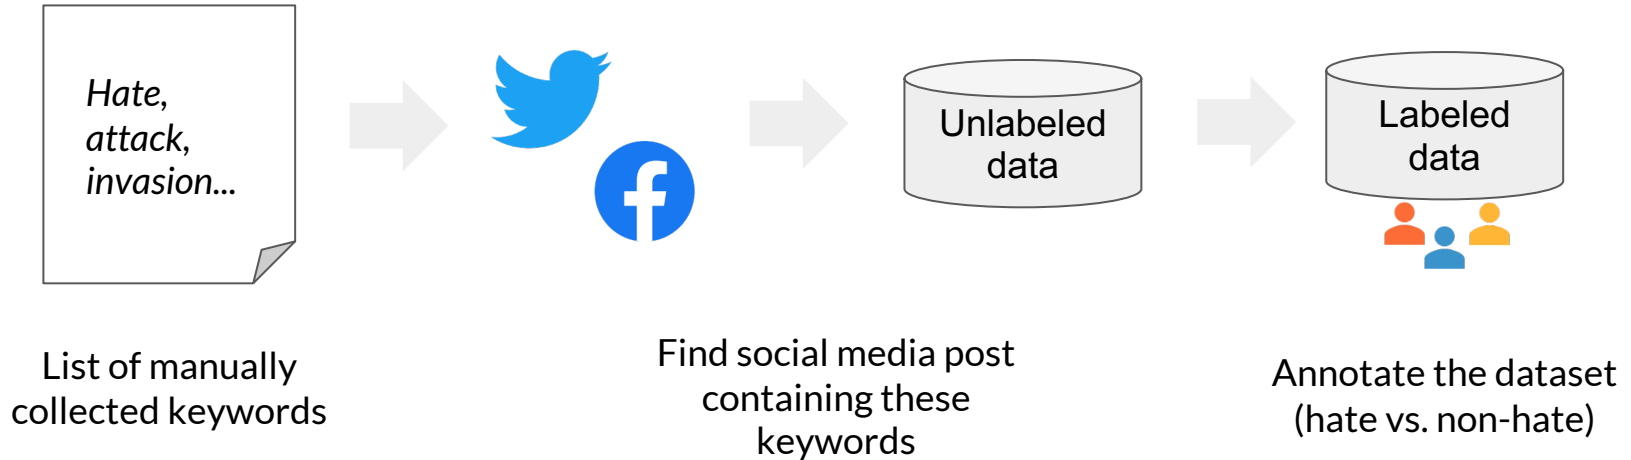 Hate,
attack,
invasion...
Unlabeled
data
Labeled
data
List of manually
collected keywords
Find social media post
containing these
keywords
Annotate the dataset
(hate vs. non-hate)